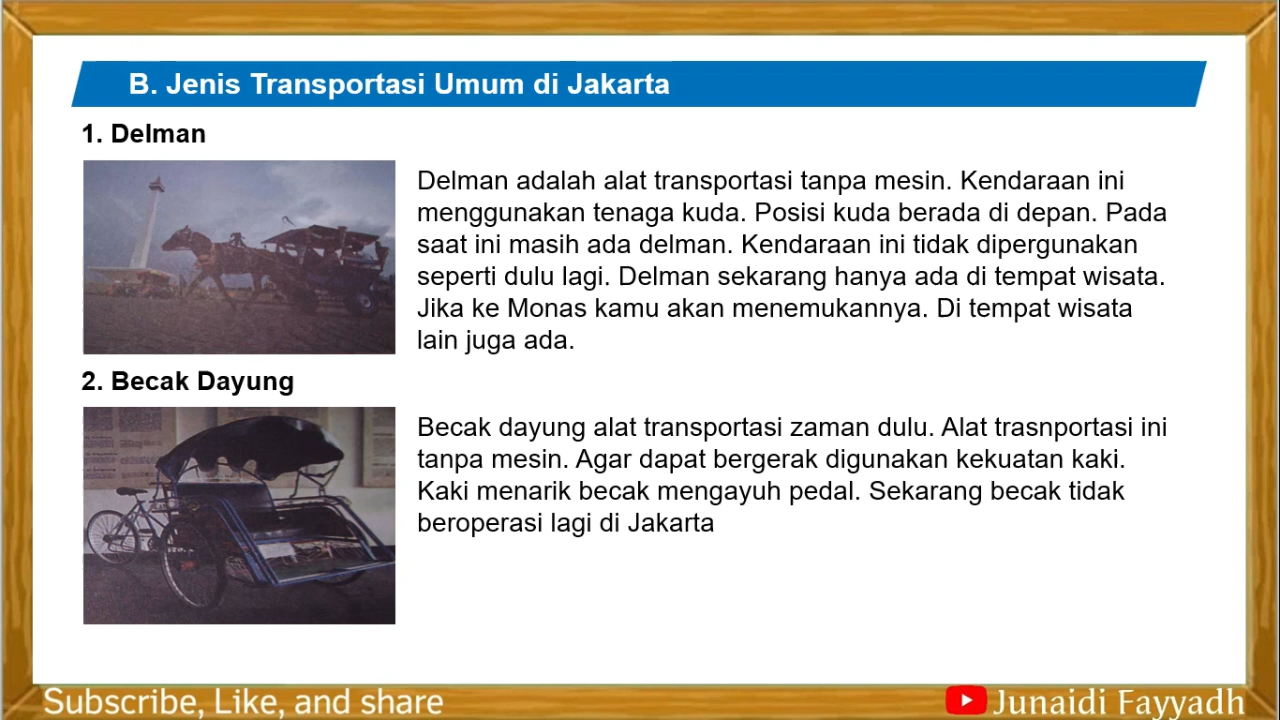 B. Jenis Transportasi Umum di Jakarta
1. Delman
Delman adalah alat transportasi tanpa mesin. Kendaraan ini
menggunakan tenaga kuda. Posisi kuda berada di depan. Pada
saat ini masih ada delman. Kendaraan ini tidak dipergunakan
seperti dulu lagi. Delman sekarang hanya ada di tempat wisata.
Jika ke Monas kamu akan menemukannya. Di tempat wisata
lain juga ada.
2. Becak Dayung
Becak dayung alat transportasi zaman dulu. Alat trasnportasi ini
tanpa mesin. Agar dapat bergerak digunakan kekuatan kaki.
Kaki menarik becak mengayuh pedal. Sekarang becak tidak
beroperasi lagi di Jakarta
Subscribe, Like, and share
Junaidi Fayyadh